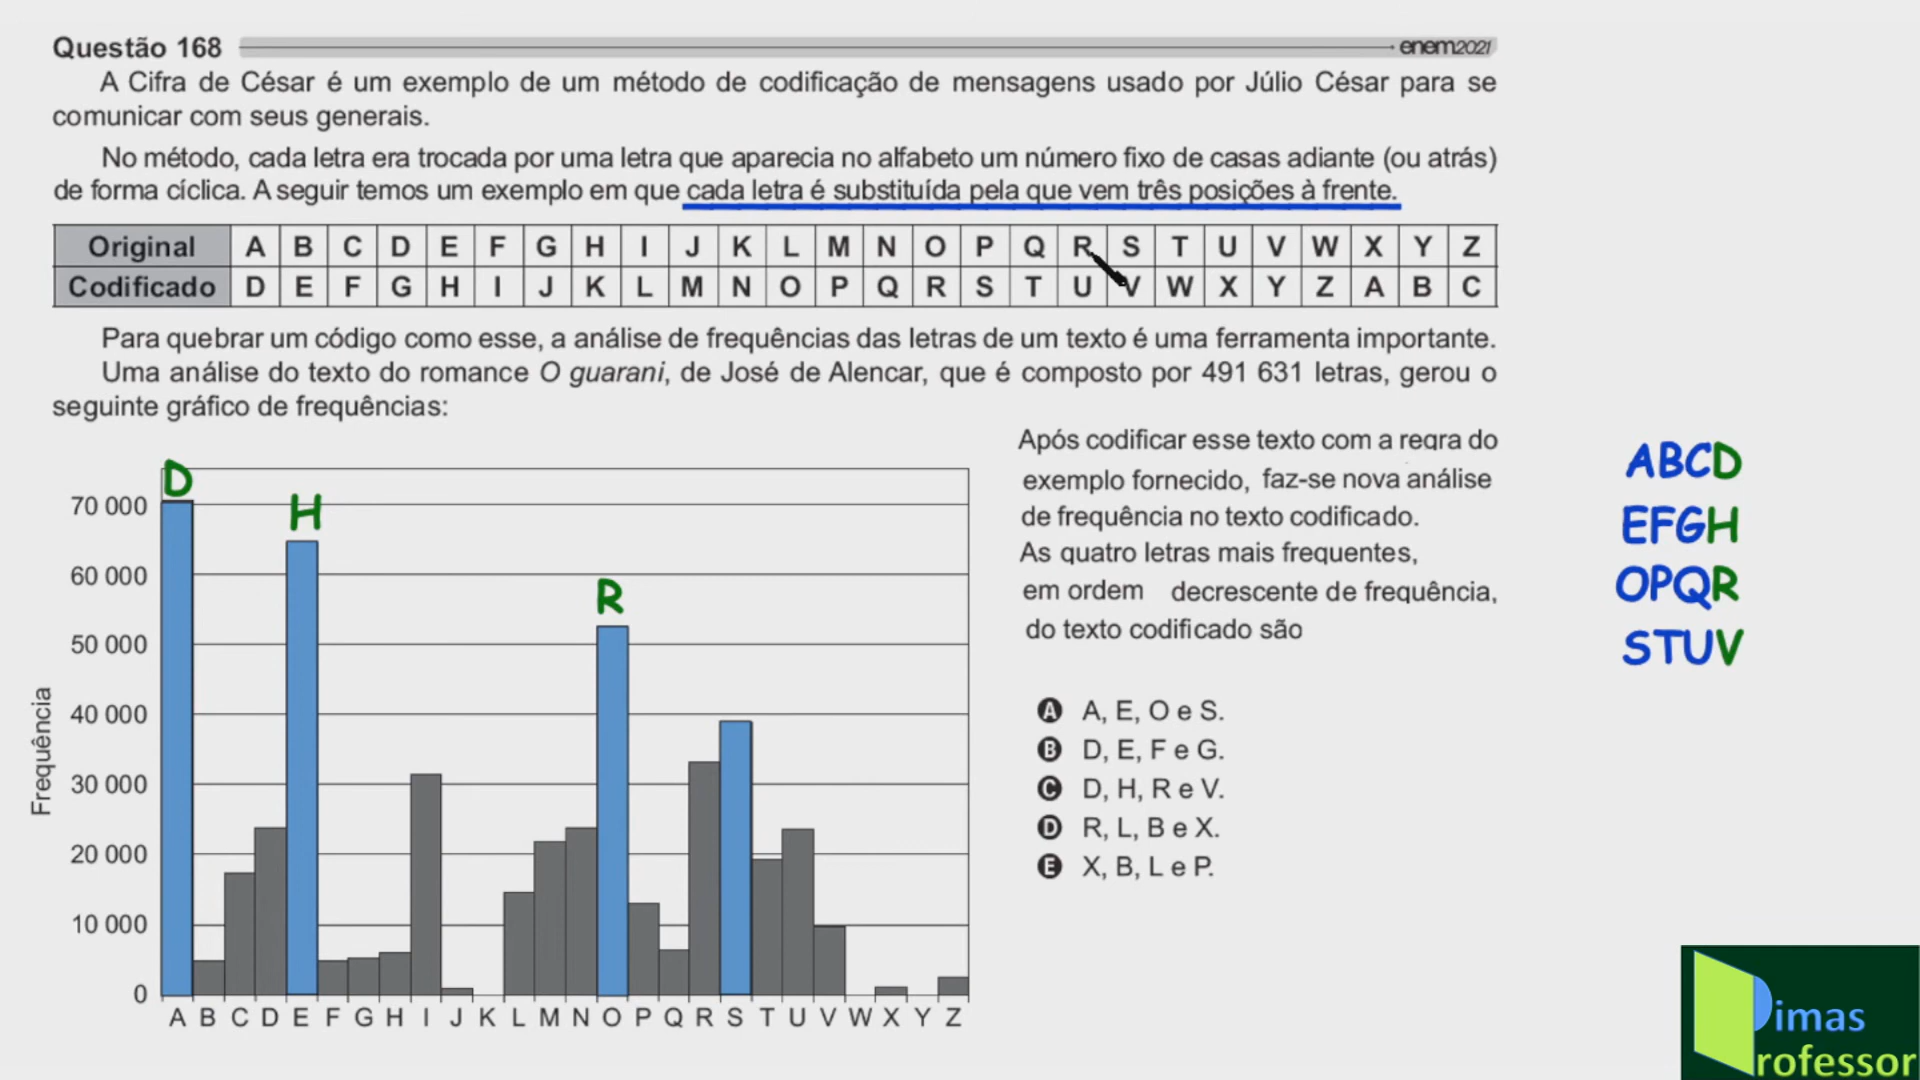 Questão 168
enem2021
A Cifra de César é um exemplo de um método de codificação de mensagens usado por Júlio César para se
comunicar com seus generais.
No método, cada letra era trocada por uma letra que aparecia no alfabeto um número fixo de casas adiante (ou atrás)
de forma cíclica. A seguir temos um exemplo em que cada letra é substituída pela que vem três posições à frente.
Original A B C D E F G H I J K L M N O P Q R S T U V W X Y Z
Codificado D E F G H I J K L M N O P Q R S T U V W X Y Z A B C
Para quebrar um código como esse, a análise de frequências das letras de um texto é uma ferramenta importante.
Uma análise do texto do romance O guarani, de José de Alencar, que é composto por 491 631 letras, gerou o
seguinte gráfico de frequências:
D
H
R
70 000
60 000
50 000
40 000
30 000
20 000
10 000
0
Frequência
A B C D E F G H I J K L M N O P Q R S T U V W X Y Z
Após codificar esse texto com a regra do
exemplo fornecido, faz-se nova análise
de frequência no texto codificado.
As quatro letras mais frequentes,
em ordem decrescente de frequência,
do texto codificado são
A A, E, O e S.
B D, E, F e G.
C D, H, R e V.
D R, L, B e X.
E X, B, L e P.
ABCD
EFGH
OPQR
STUV
Dimas
Professor